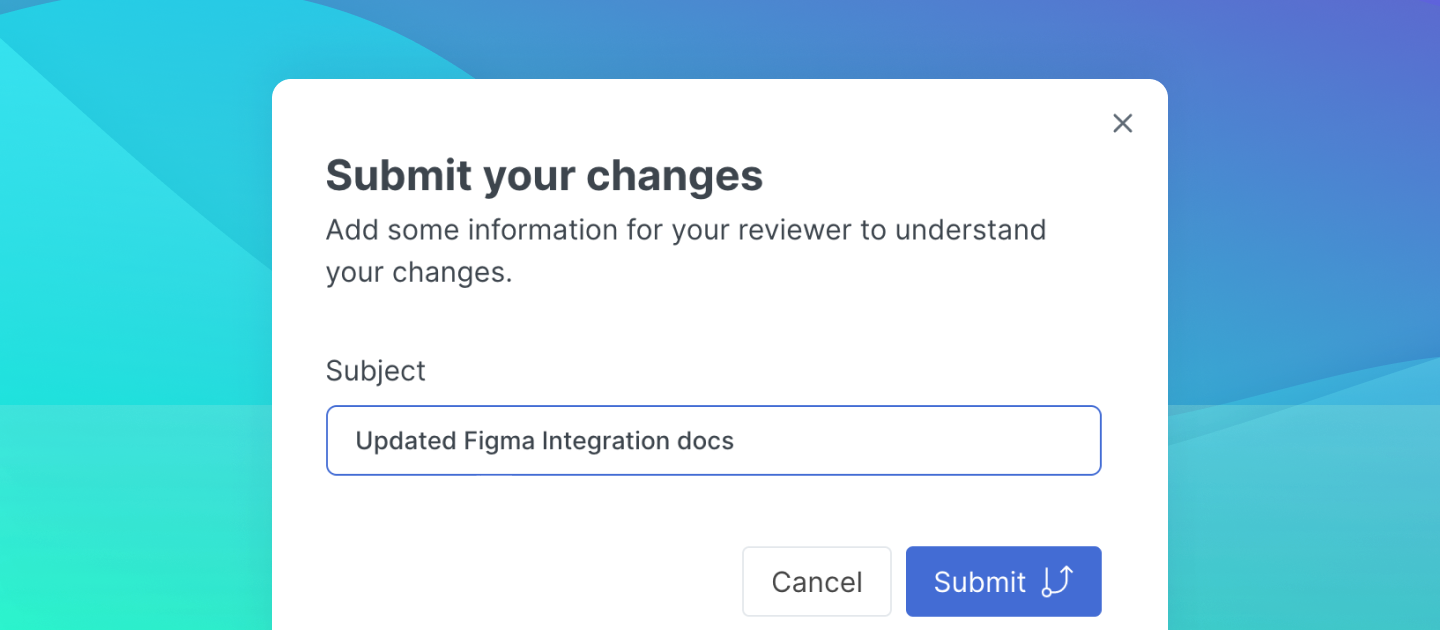 Submit your changes
Add some information for your reviewer to understand
your changes.
Subject
Updated Figma Integration docs
Cancel
Submit